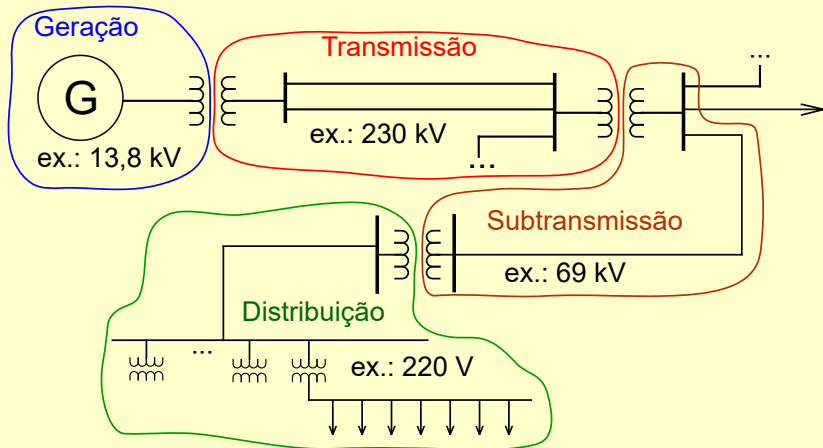 Geração
G
ex.: 13,8 kV
Transmissão
ex.: 230 kV
...
...
Subtransmissão
ex.: 69 kV
Distribuição
...
ex.: 220 V